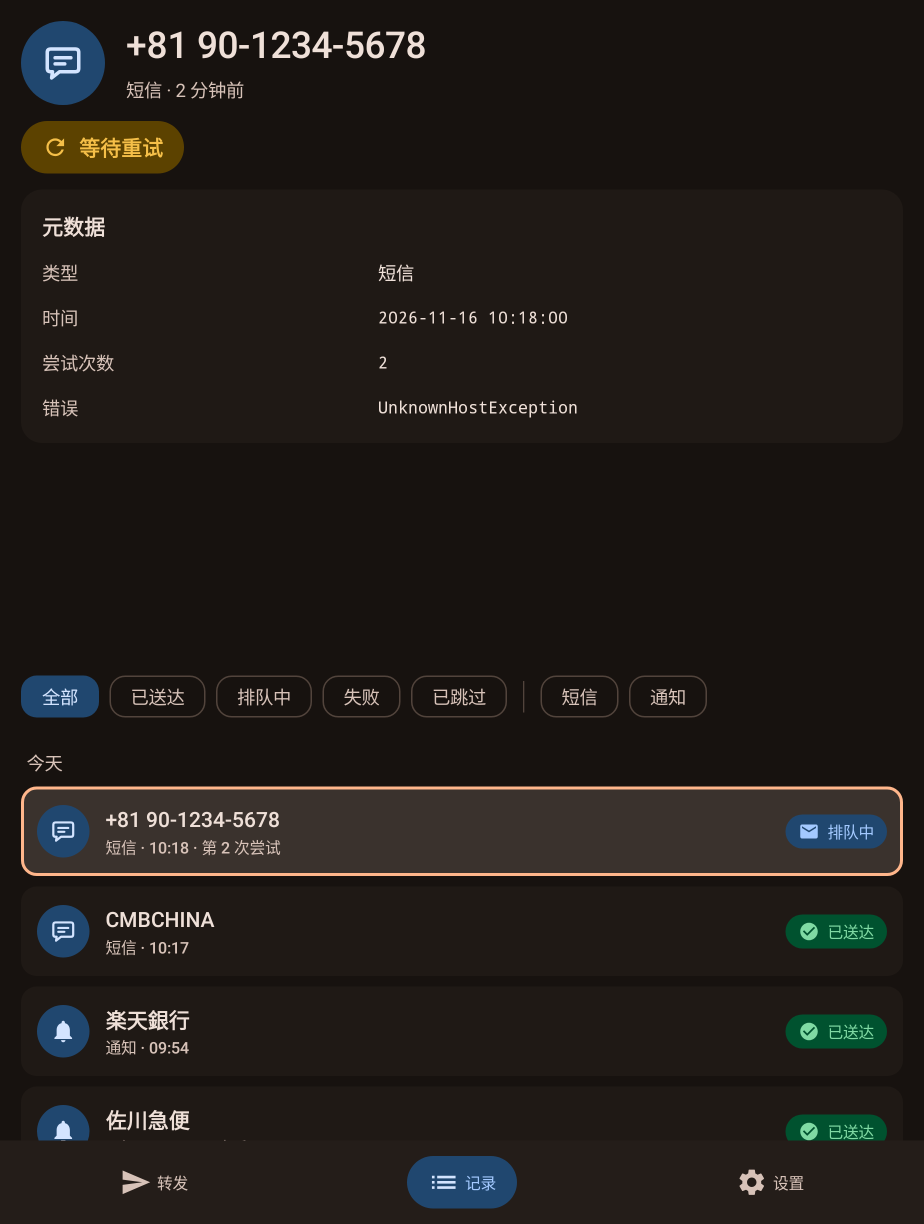 +81 90-1234-5678
短信 · 2 分钟前
等待重试
元数据
类型 短信
时间 2026-11-16 10:18:00
尝试次数 2
错误 UnknownHostException
全部 已送达 排队中 失败 已跳过 短信 通知
今天
+81 90-1234-5678
短信 · 10:18 · 第 2 次尝试
排队中
CMBCHINA
短信 · 10:17
已送达
楽天銀行
通知 · 09:54
已送达
佐川急便
已送达
转发 记录 设置